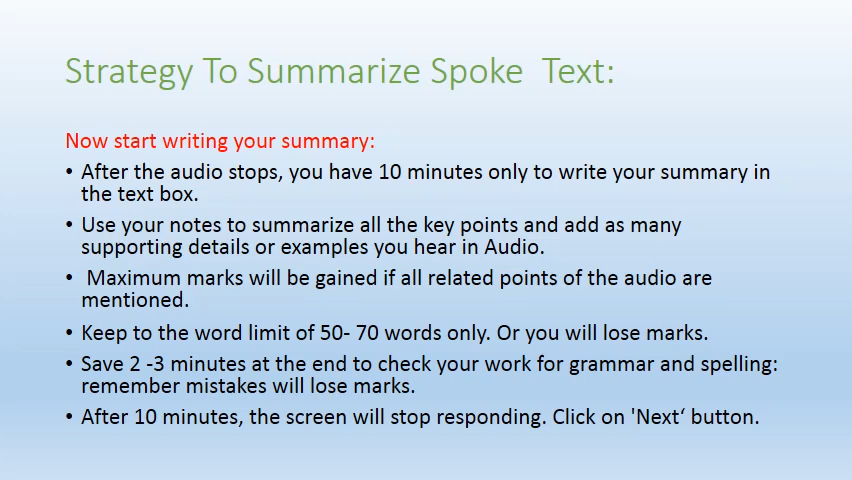 Strategy To Summarize Spoke Text:
Now start writing your summary:
• After the audio stops, you have 10 minutes only to write your summary in
the text box.
• Use your notes to summarize all the key points and add as many
supporting details or examples you hear in Audio.
• Maximum marks will be gained if all related points of the audio are
mentioned.
• Keep to the word limit of 50- 70 words only. Or you will lose marks.
• Save 2 -3 minutes at the end to check your work for grammar and spelling:
remember mistakes will lose marks.
• After 10 minutes, the screen will stop responding. Click on 'Next‘ button.